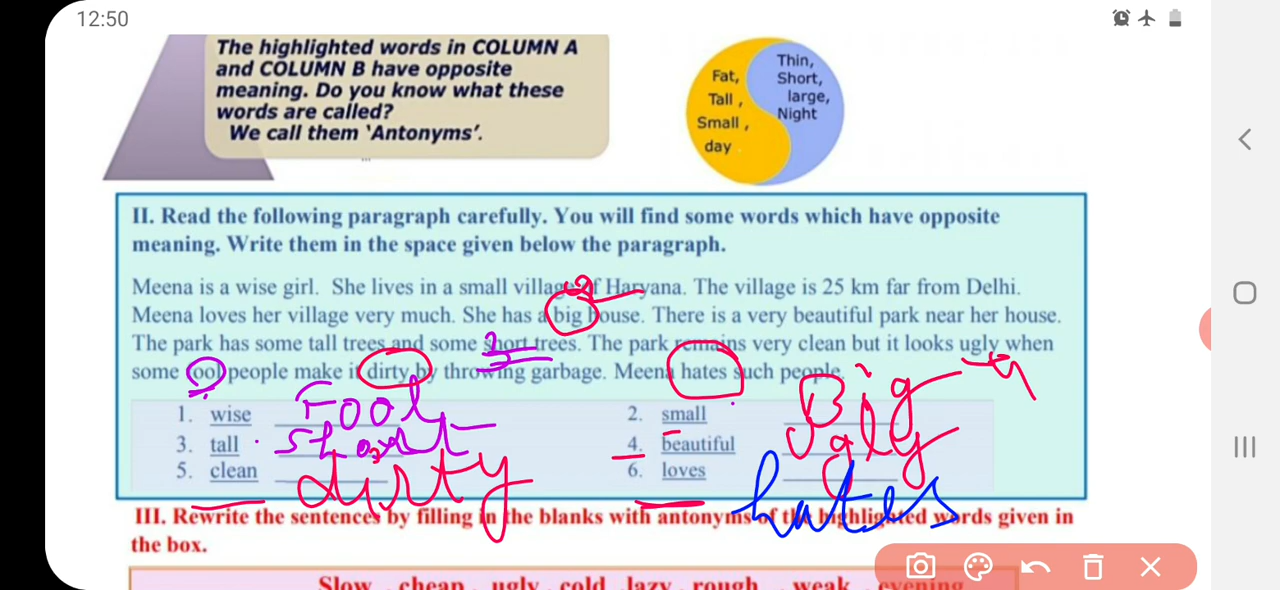 12:50
The highlighted words in COLUMN A
and COLUMN B have opposite
meaning. Do you know what these
words are called?
We call them 'Antonyms'.
Fat,
Tall ,
Small ,
day
Thin,
Short,
large,
Night
II. Read the following paragraph carefully. You will find some words which have opposite
meaning. Write them in the space given below the paragraph.
Meena is a wise girl. She lives in a small village of Haryana. The village is 25 km far from Delhi.
Meena loves her village very much. She has a big house. There is a very beautiful park near her house.
The park has some tall trees and some short trees. The park remains very clean but it looks ugly when
some fool people make it dirty by throwing garbage. Meena hates such people.
1. wise Fool
2. small Big
3. tall short
4. beautiful
5. clean dirty
6. loves hates
III. Rewrite the sentences by filling in the blanks with antonyms of the highlighted words given in
the box.
Slow cheap ugly cold lazy rough weak evening